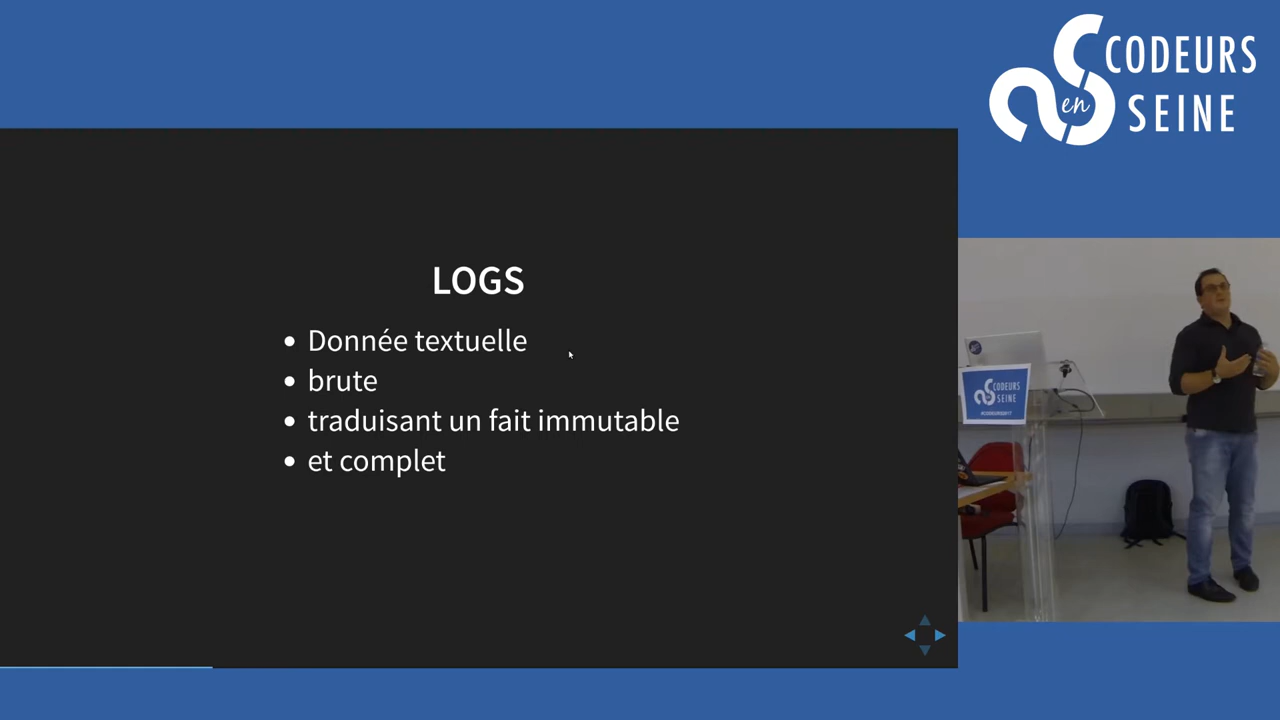 CODEURS
en
SEINE
LOGS
Donnée textuelle
brute
traduisant un fait immutable
et complet
CODEURS
SEINE